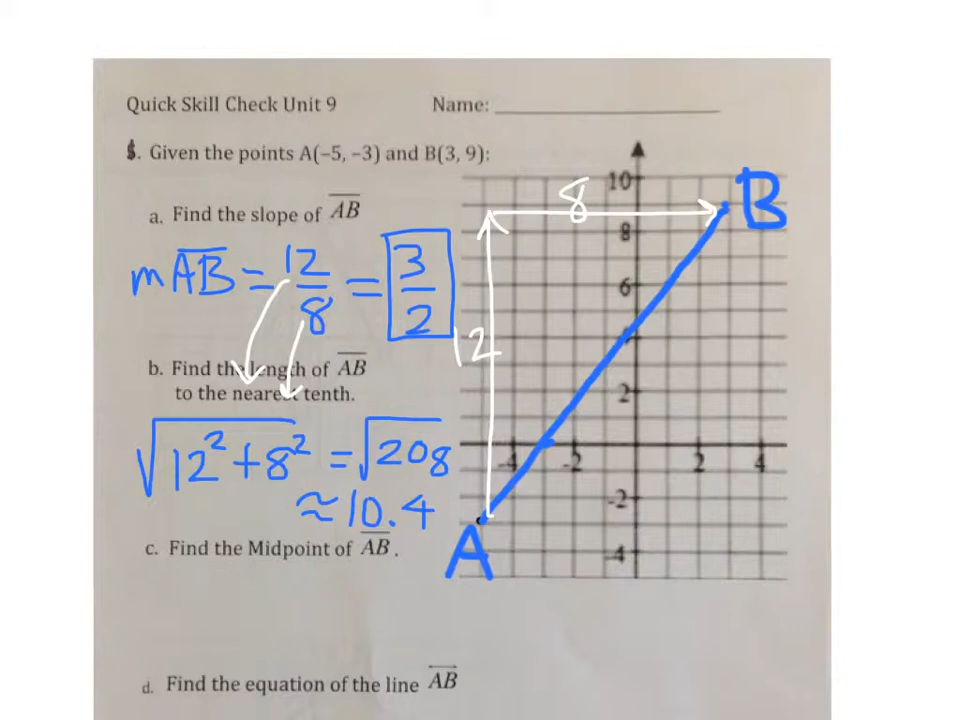 Quick Skill Check Unit 9 Name: ____________
. Given the points A(−5, −3) and B(3, 9):
a. Find the slope of AB
mAB = 12/8 = 3/2
b. Find the length of AB
to the nearest tenth.
√12² + 8² = √208
≈ 10.4
c. Find the Midpoint of AB.
d. Find the equation of the line AB
10
8
6
4
2
-4 -2 2 4
-2
-4
8
12
A
B